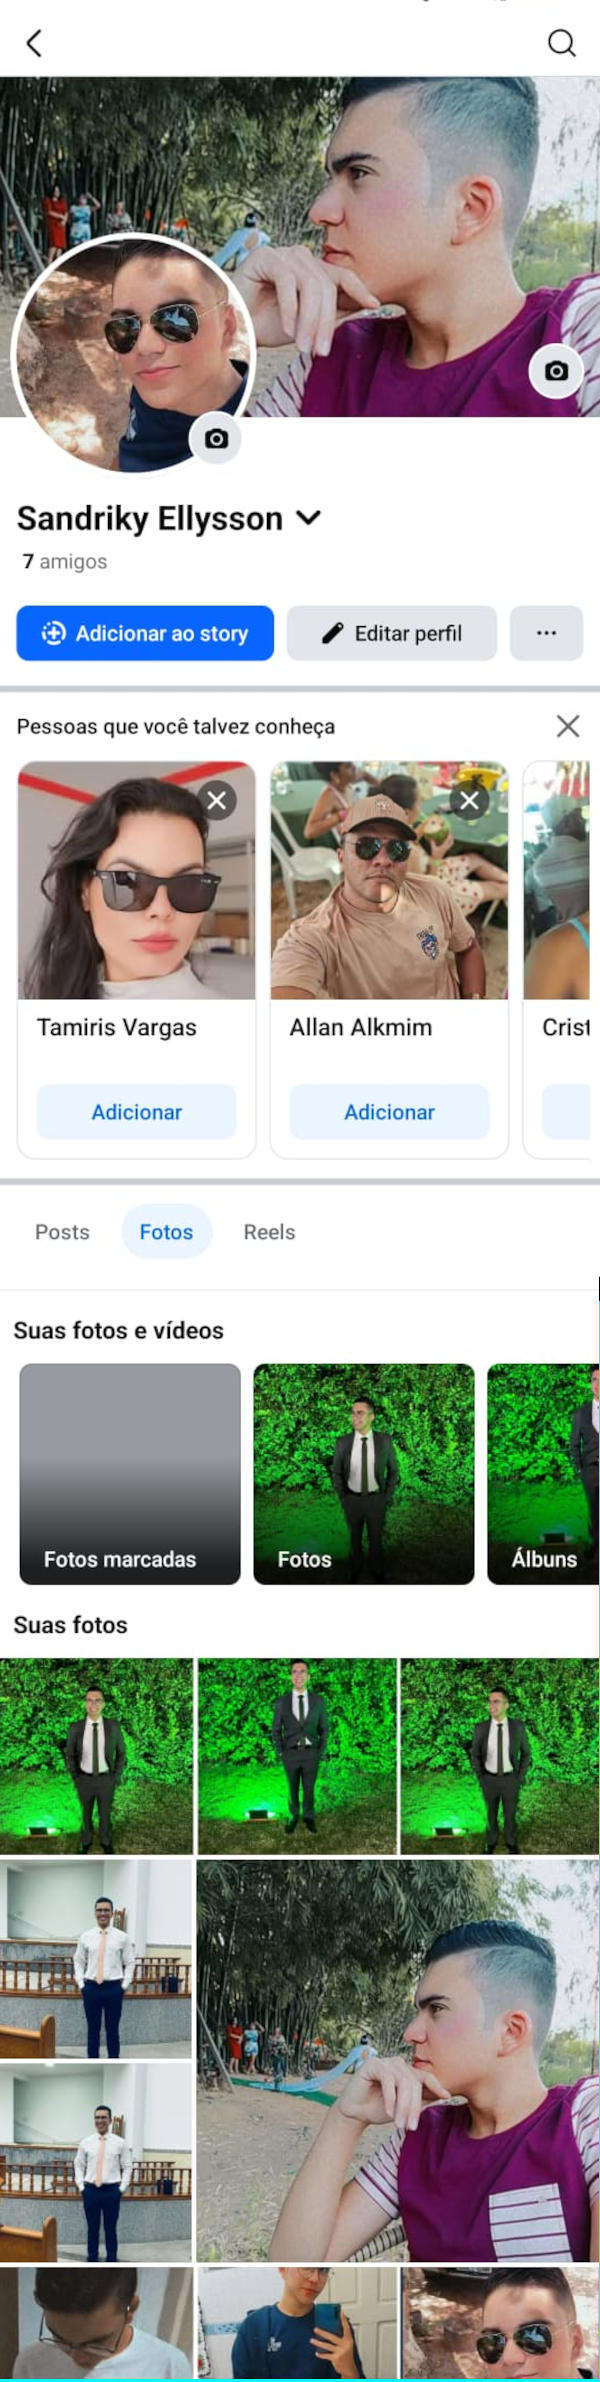 Sandriky Ellysson
7 amigos
Adicionar ao story
Editar perfil
Pessoas que você talvez conheça
Tamiris Vargas
Allan Alkmim
Crist
Adicionar
Adicionar
Posts
Fotos
Reels
Suas fotos e vídeos
Fotos marcadas
Fotos
Álbuns
Suas fotos